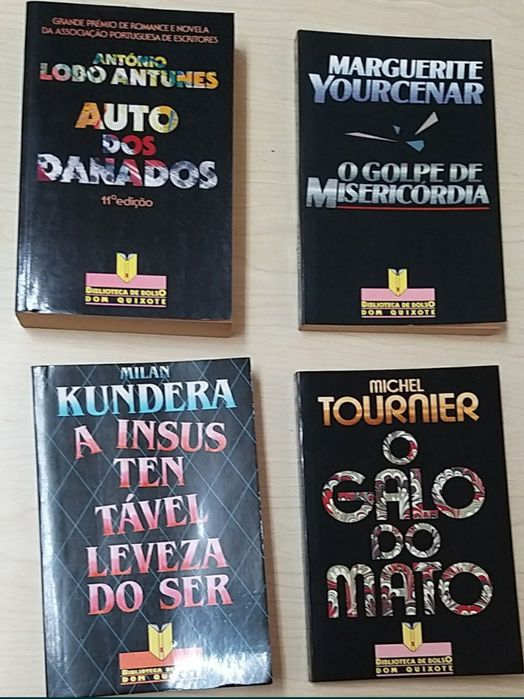 GRANDE PRÉMIO DE ROMANCE E NOVELA
DA ASSOCIAÇÃO PORTUGUESA DE ESCRITORES
ANTÓNIO
LOBO ANTUNES
AUTO
DOS
DANADOS
11ª edição
BIBLIOTECA DE BOLSO
DOM QUIXOTE
MARGUERITE
YOURCENAR
O GOLPE DE
MISERICÓRDIA
BIBLIOTECA DE BOLSO
DOM QUIXOTE
MILAN
KUNDERA
A INSUS
TEN
TÁVEL
LEVEZA
DO SER
BIBLIOTECA DE BOLSO
DOM QUIXOTE
MICHEL
TOURNIER
O
GALO
DO
MATO
BIBLIOTECA DE BOLSO
DOM QUIXOTE